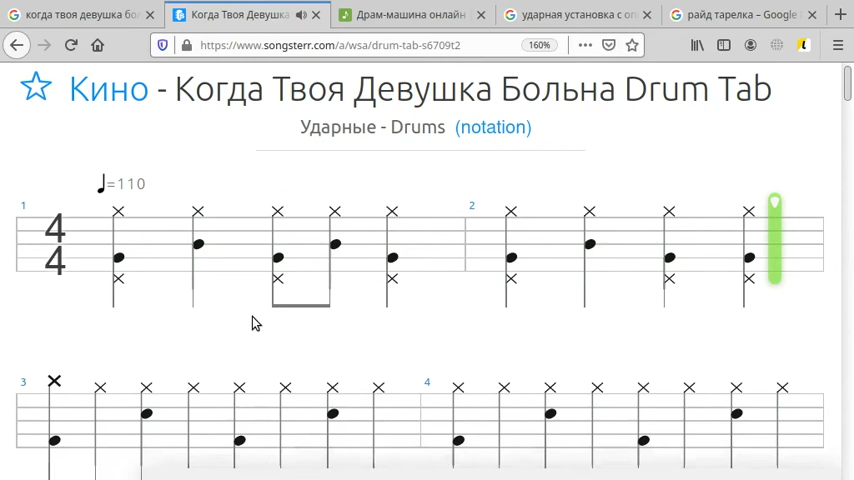 когда твоя девушка бол
Когда Твоя Девушка
Драм-машина онлайн
ударная установка с оп
райд тарелка – Google
https://www.songsterr.com/a/wsa/drum-tab-s6709t2
160%
Кино - Когда Твоя Девушка Больна Drum Tab
Ударные - Drums (notation)
=110
1
2
4
4
3
4